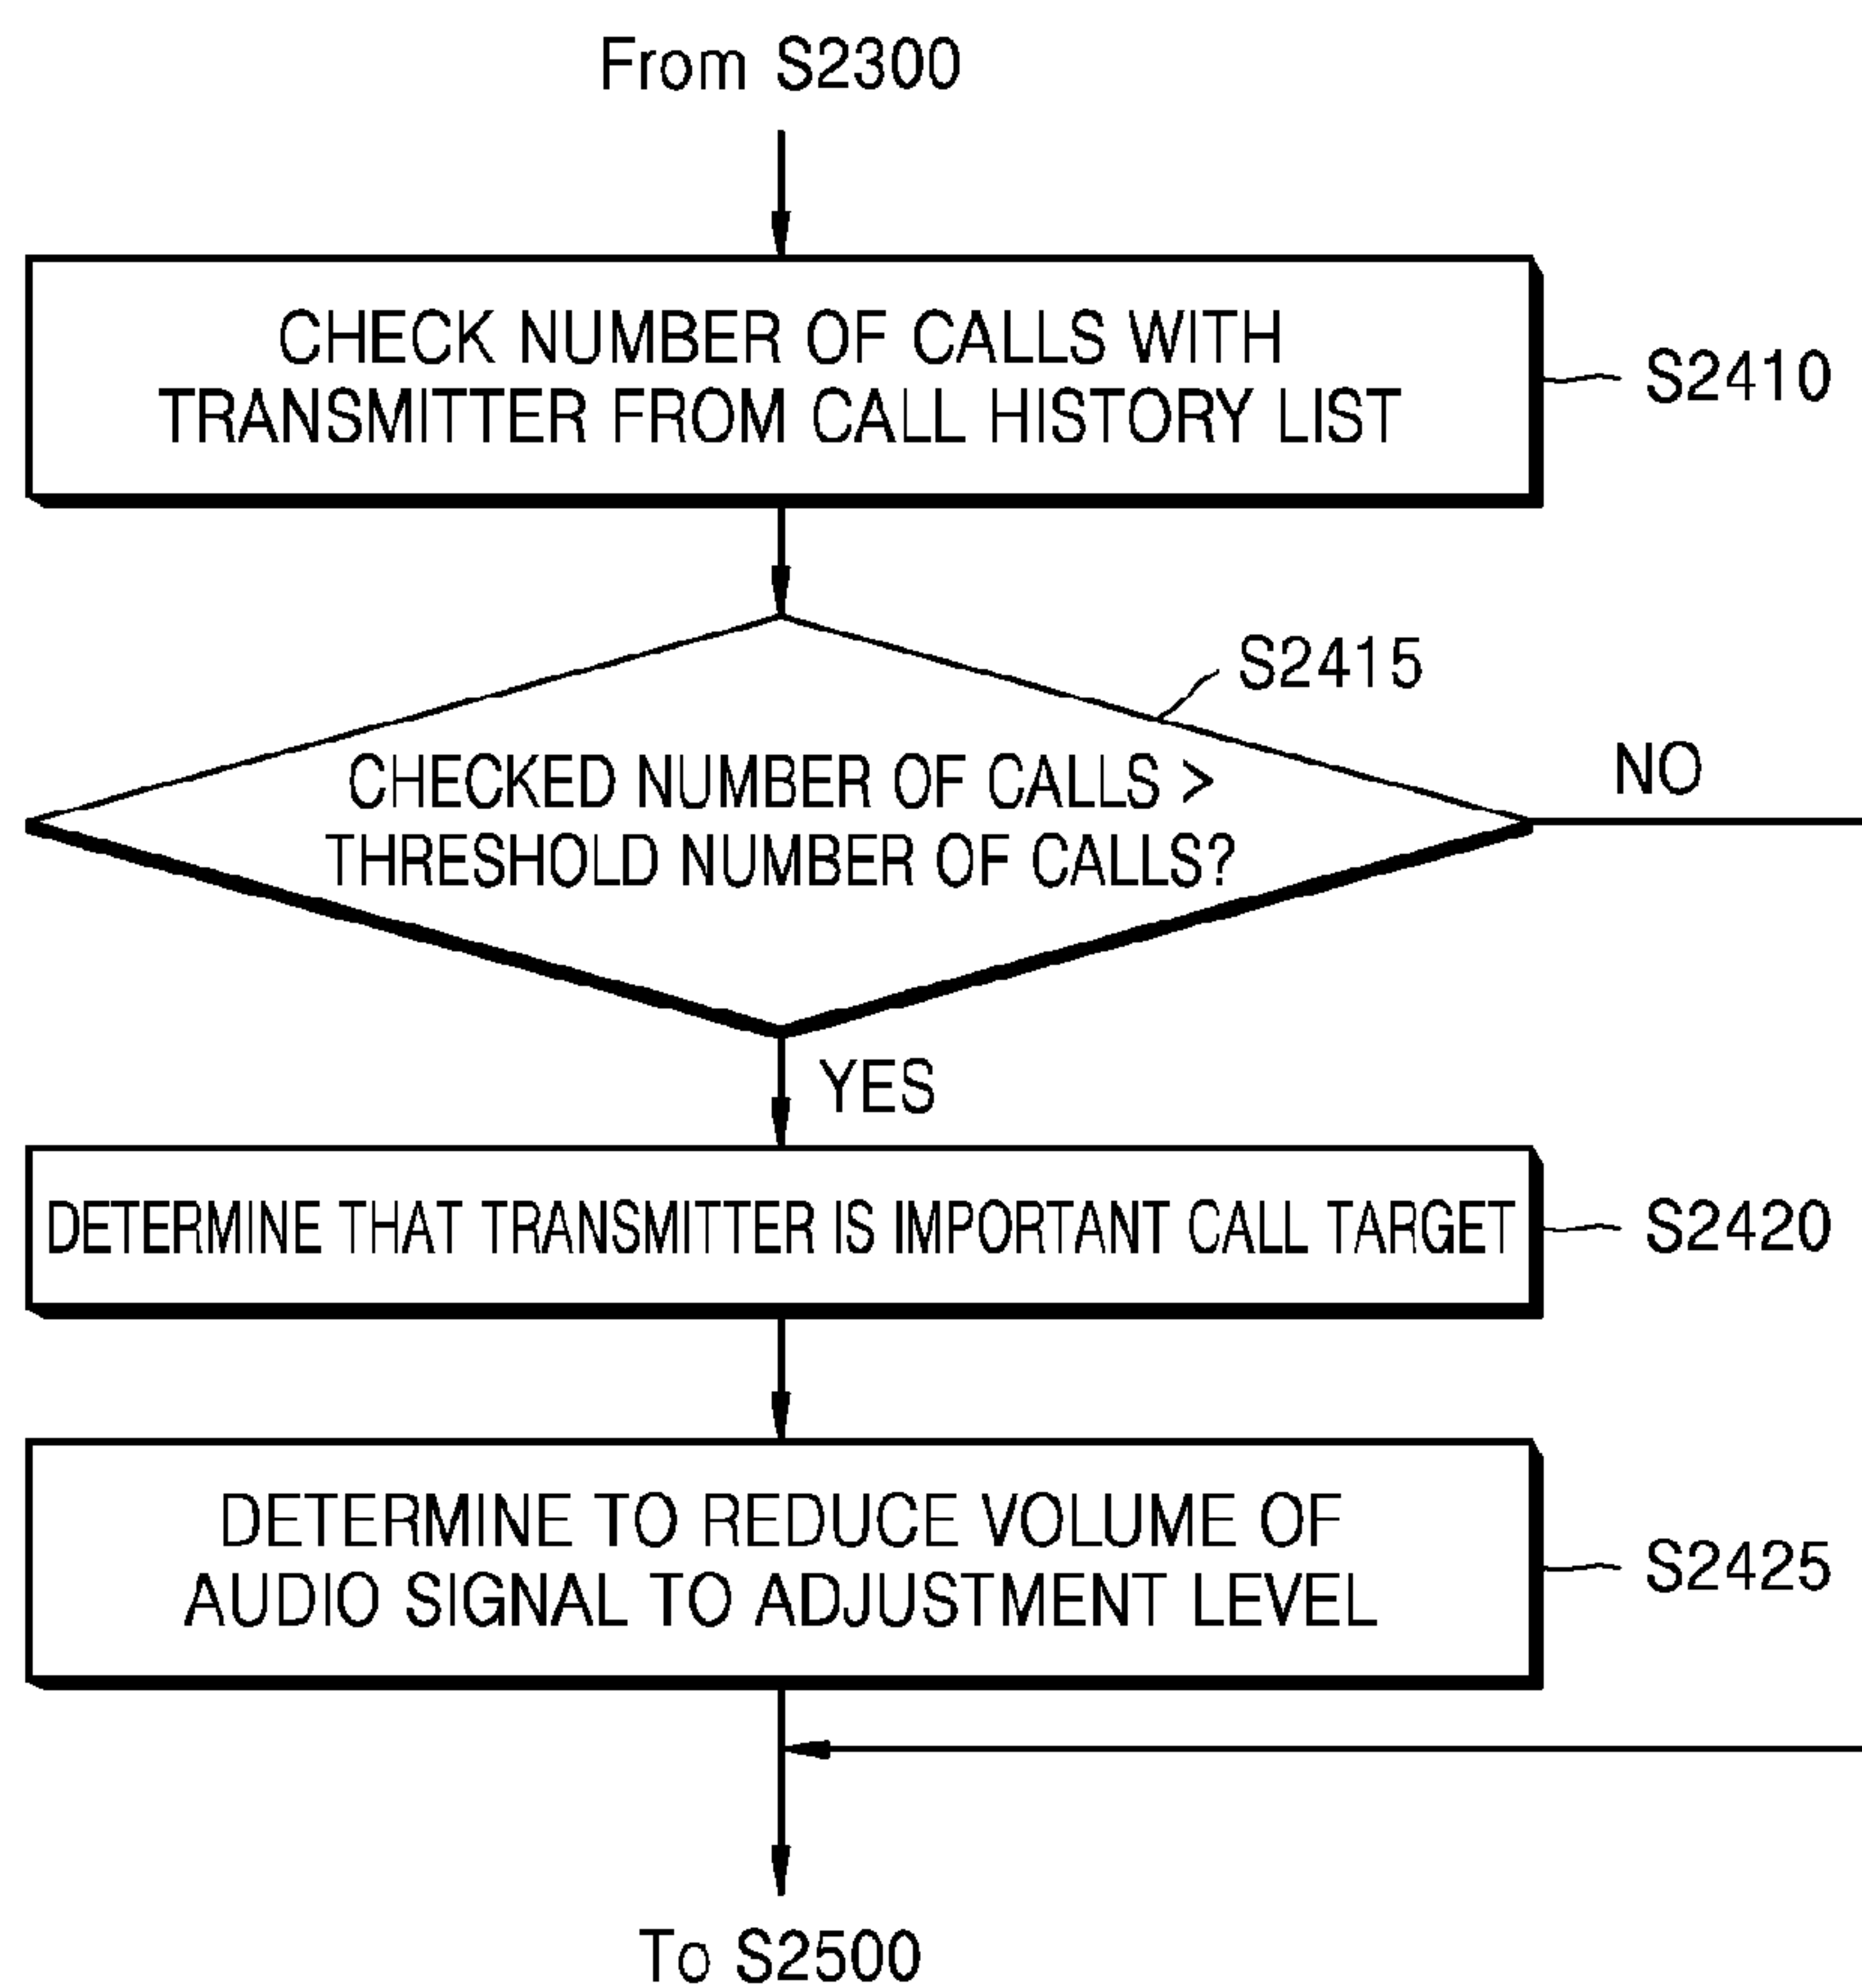 From S2300
CHECK NUMBER OF CALLS WITH
TRANSMITTER FROM CALL HISTORY LIST
S2410
S2415
CHECKED NUMBER OF CALLS >
THRESHOLD NUMBER OF CALLS?
NO
YES
DETERMINE THAT TRANSMITTER IS IMPORTANT CALL TARGET
S2420
DETERMINE TO REDUCE VOLUME OF
AUDIO SIGNAL TO ADJUSTMENT LEVEL
S2425
To S2500